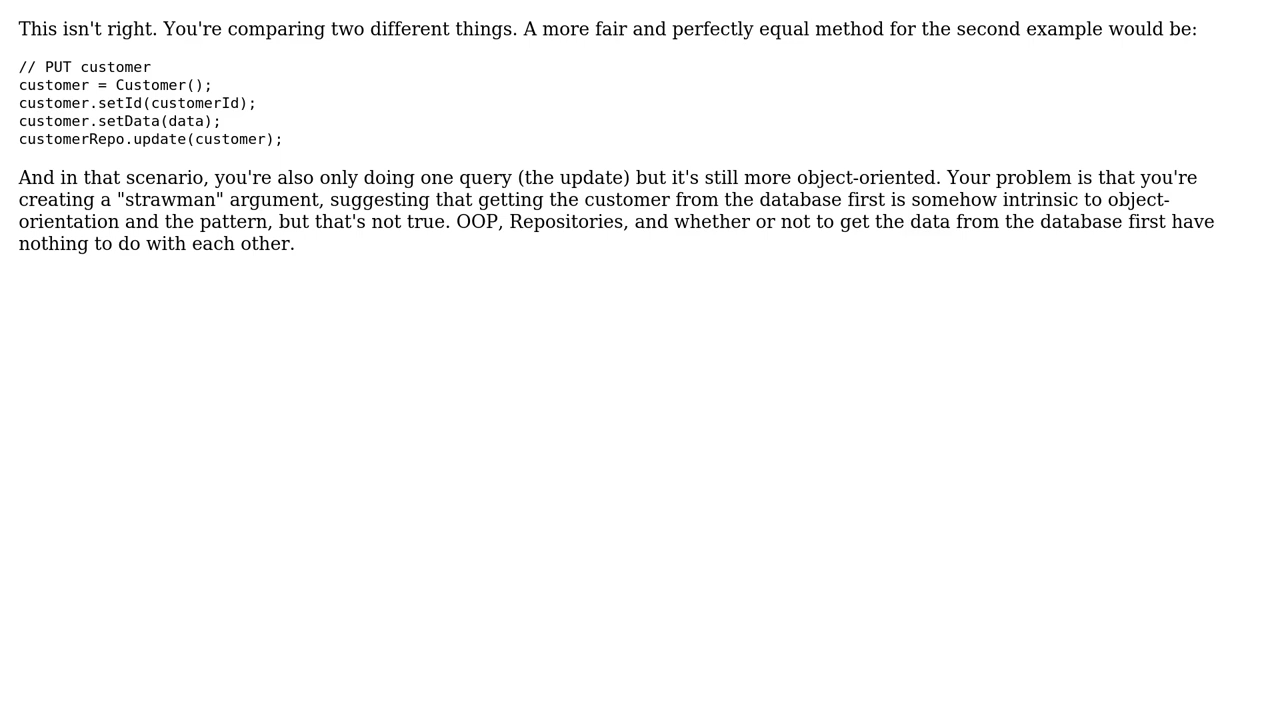 This isn't right. You're comparing two different things. A more fair and perfectly equal method for the second example would be:
// PUT customer
customer = Customer();
customer.setId(customerId);
customer.setData(data);
customerRepo.update(customer);
And in that scenario, you're also only doing one query (the update) but it's still more object-oriented. Your problem is that you're
creating a "strawman" argument, suggesting that getting the customer from the database first is somehow intrinsic to object-
orientation and the pattern, but that's not true. OOP, Repositories, and whether or not to get the data from the database first have
nothing to do with each other.